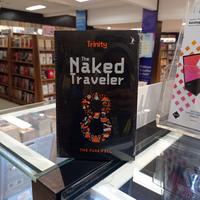 Trinity
The
Naked
Traveler
8
THE FAREWELL